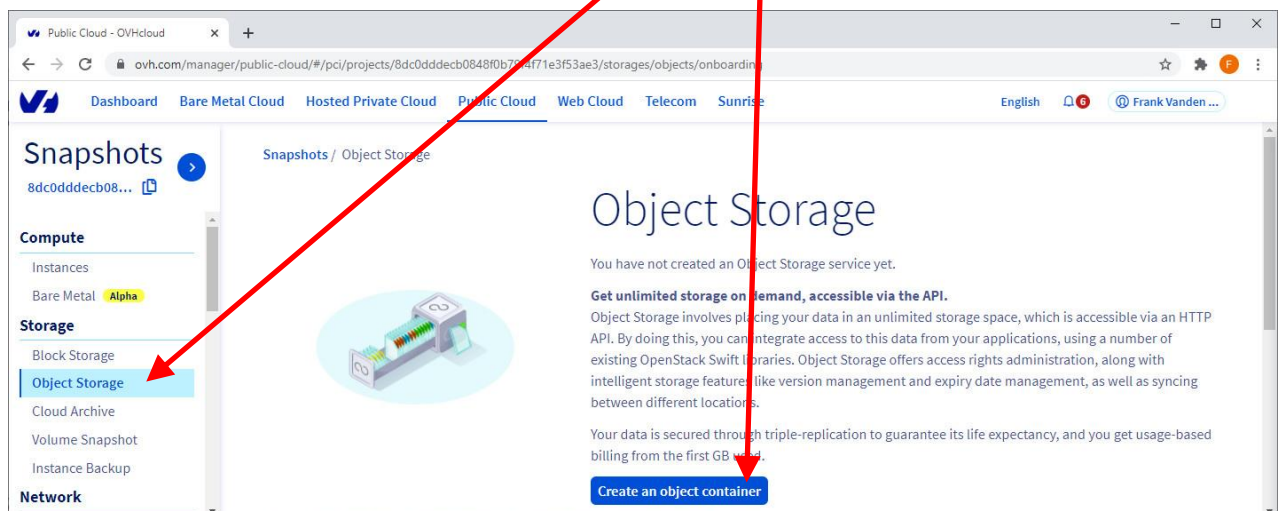 Public Cloud - OVHcloud
ovh.com/manager/public-cloud/#/pci/projects/8dc0dddecb0848f0b7 4f71e3f53ae3/storages/objects/onboarding
Dashboard Bare Metal Cloud Hosted Private Cloud Public Cloud Web Cloud Telecom Sunrise English 6 Frank Vanden ...
F
Snapshots
8dc0dddecb08...
Snapshots / Object Storage
Compute
Instances
Bare Metal Alpha
Storage
Block Storage
Object Storage
Cloud Archive
Volume Snapshot
Instance Backup
Network
Object Storage
You have not created an Object Storage service yet.
Get unlimited storage on demand, accessible via the API.
Object Storage involves placing your data in an unlimited storage space, which is accessible via an HTTP
API. By doing this, you can integrate access to this data from your applications, using a number of
existing OpenStack Swift libraries. Object Storage offers access rights administration, along with
intelligent storage features like version management and expiry date management, as well as syncing
between different locations.
Your data is secured through triple-replication to guarantee its life expectancy, and you get usage-based
billing from the first GB used.
Create an object container